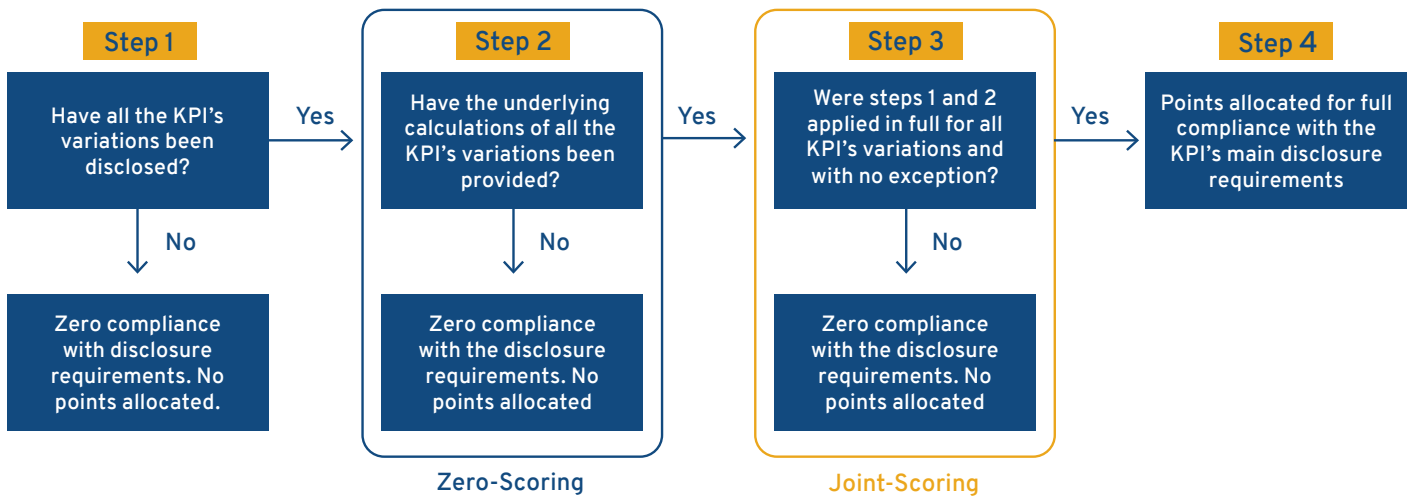 Step 1
Have all the KPI's
variations been
disclosed?
Yes
No
Zero compliance
with disclosure
requirements. No
points allocated.
Step 2
Have the underlying
calculations of all the
KPI's variations been
provided?
Yes
No
Zero compliance
with the disclosure
requirements. No
points allocated
Zero-Scoring
Step 3
Were steps 1 and 2
applied in full for all
KPI's variations and
with no exception?
Yes
No
Zero compliance
with the disclosure
requirements. No
points allocated
Joint-Scoring
Step 4
Points allocated for full
compliance with the
KPI's main disclosure
requirements